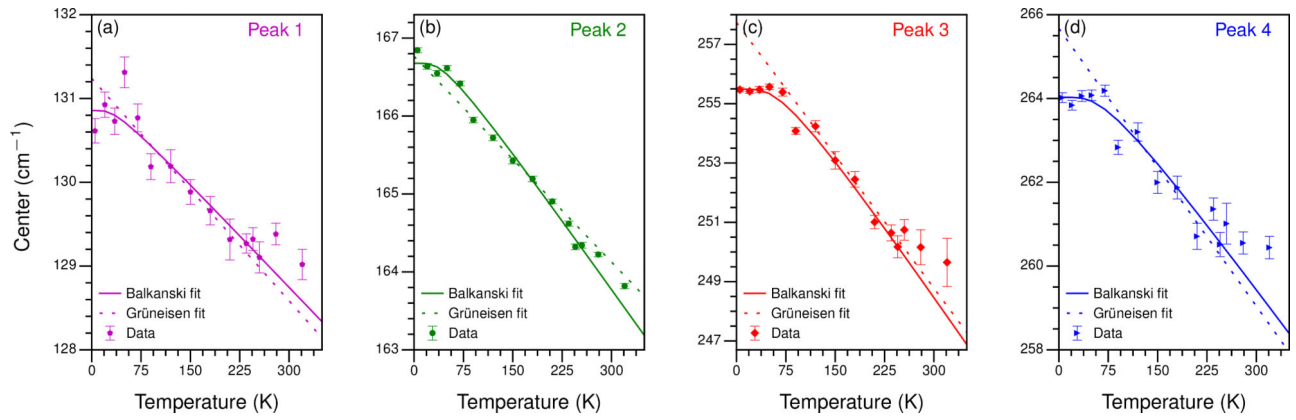 (a) Peak 1
132
131
130
129
128
Center (cm⁻¹)
Balkanski fit
Grüneisen fit
Data
0 75 150 225 300
Temperature (K)
(b) Peak 2
167
166
165
164
163
Balkanski fit
Grüneisen fit
Data
0 75 150 225 300
Temperature (K)
(c) Peak 3
257
255
253
251
249
247
Balkanski fit
Grüneisen fit
Data
0 75 150 225 300
Temperature (K)
(d) Peak 4
266
264
262
260
258
Balkanski fit
Grüneisen fit
Data
0 75 150 225 300
Temperature (K)